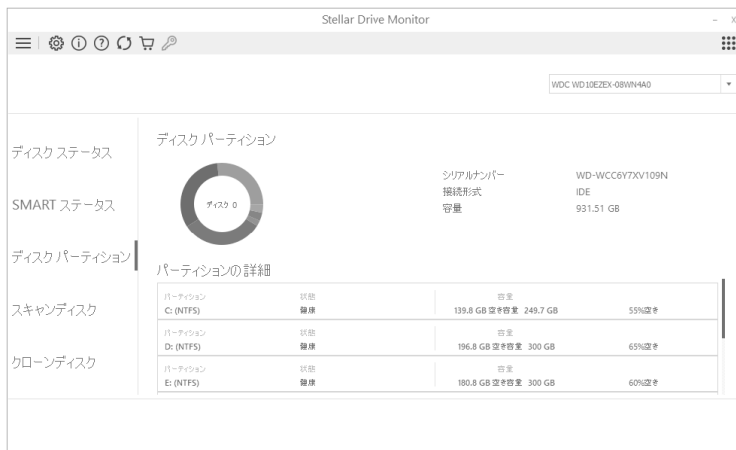 Stellar Drive Monitor
WDC WD10EZEX-08WN4A0
ディスク ステータス
SMART ステータス
ディスク パーティション
スキャンディスク
クローンディスク
ディスク パーティション
ディスク 0
シリアルナンバー WD-WCC6Y7XV109N
接続形式 IDE
容量 931.51 GB
パーティションの詳細
パーティション 状態 容量
C: (NTFS) 健康 139.8 GB 空き容量 249.7 GB 55%空き
パーティション 状態 容量
D: (NTFS) 健康 196.8 GB 空き容量 300 GB 65%空き
パーティション 状態 容量
E: (NTFS) 健康 180.8 GB 空き容量 300 GB 60%空き